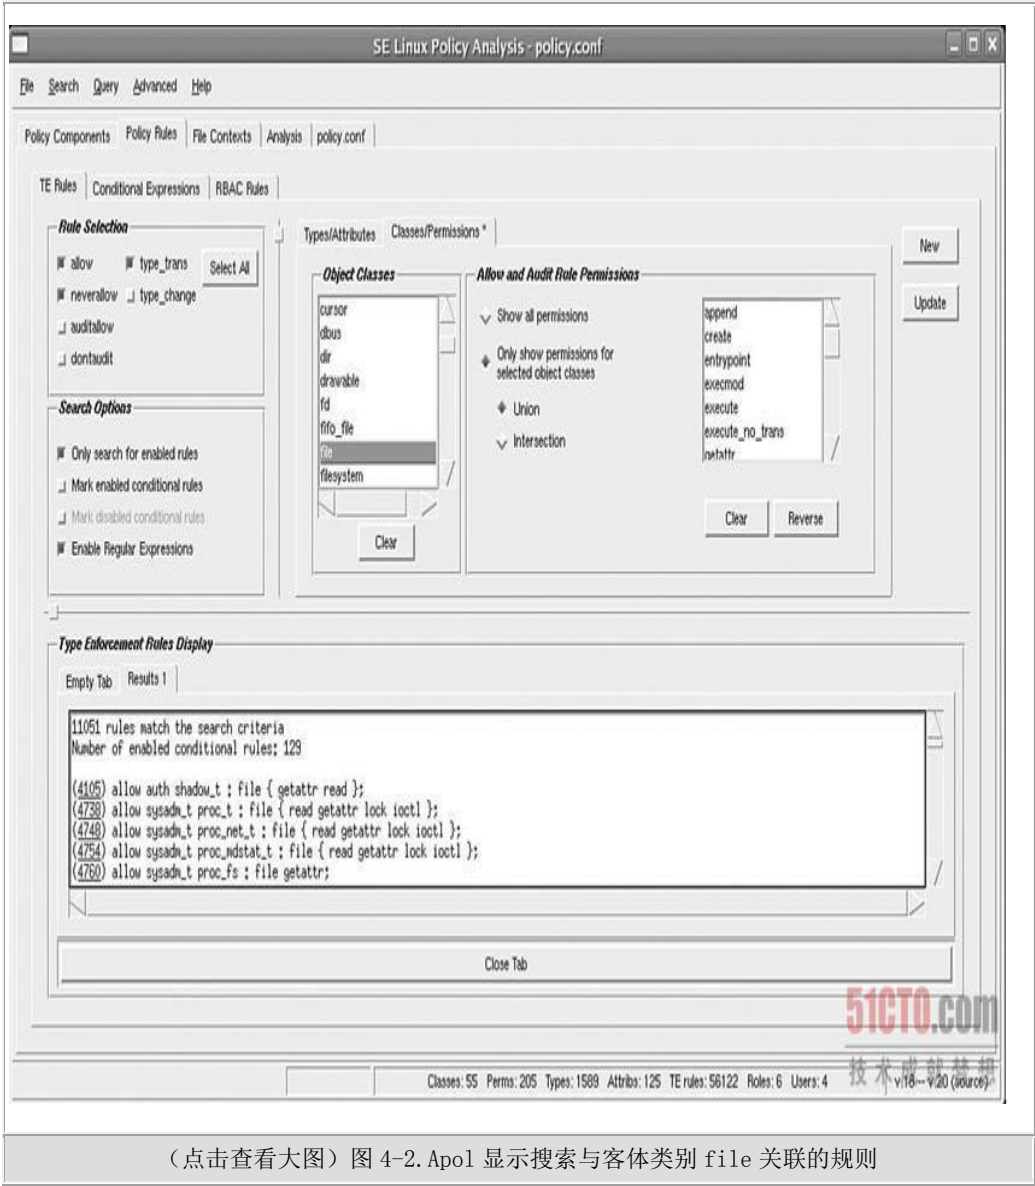 SE Linux Policy Analysis - policy.conf
File Search Query Advanced Help
Policy Components Policy Rules File Contexts Analysis policy.conf
TE Rules Conditional Expressions RBAC Rules
Rule Selection
allow type_trans Select All
neverallow type_change
auditallow
dontaudit
Search Options
Only search for enabled rules
Mark enabled conditional rules
Mark disabled conditional rules
Enable Regular Expressions
Types/Attributes Classes/Permissions *
Object Classes
cursor
dbus
dir
drawable
fd
fifo_file
file
filesystem
Clear
Allow and Audit Rule Permissions
Show all permissions
Only show permissions for
selected object classes
Union
Intersection
append
create
entrypoint
execmod
execute
execute_no_trans
getattr
Clear Reverse
New
Update
Type Enforcement Rules Display
Empty Tab Results 1
11051 rules match the search criteria
Number of enabled conditional rules: 129
(4105) allow auth shadow_t : file { getattr read };
(4738) allow sysadm_t proc_t : file { read getattr lock ioctl };
(4748) allow sysadm_t proc_net_t : file { read getattr lock ioctl };
(4754) allow sysadm_t proc_mdstat_t : file { read getattr lock ioctl };
(4760) allow sysadm_t proc_fs : file getattr;
Close Tab
51CTO.com
技术成就梦想
Classes: 55 Perms: 205 Types: 1589 Attribs: 125 TE rules: 56122 Roles: 6 Users: 4 v.18 -- v.20 (source)
（点击查看大图）图 4-2.Apol 显示搜索与客体类别 file 关联的规则